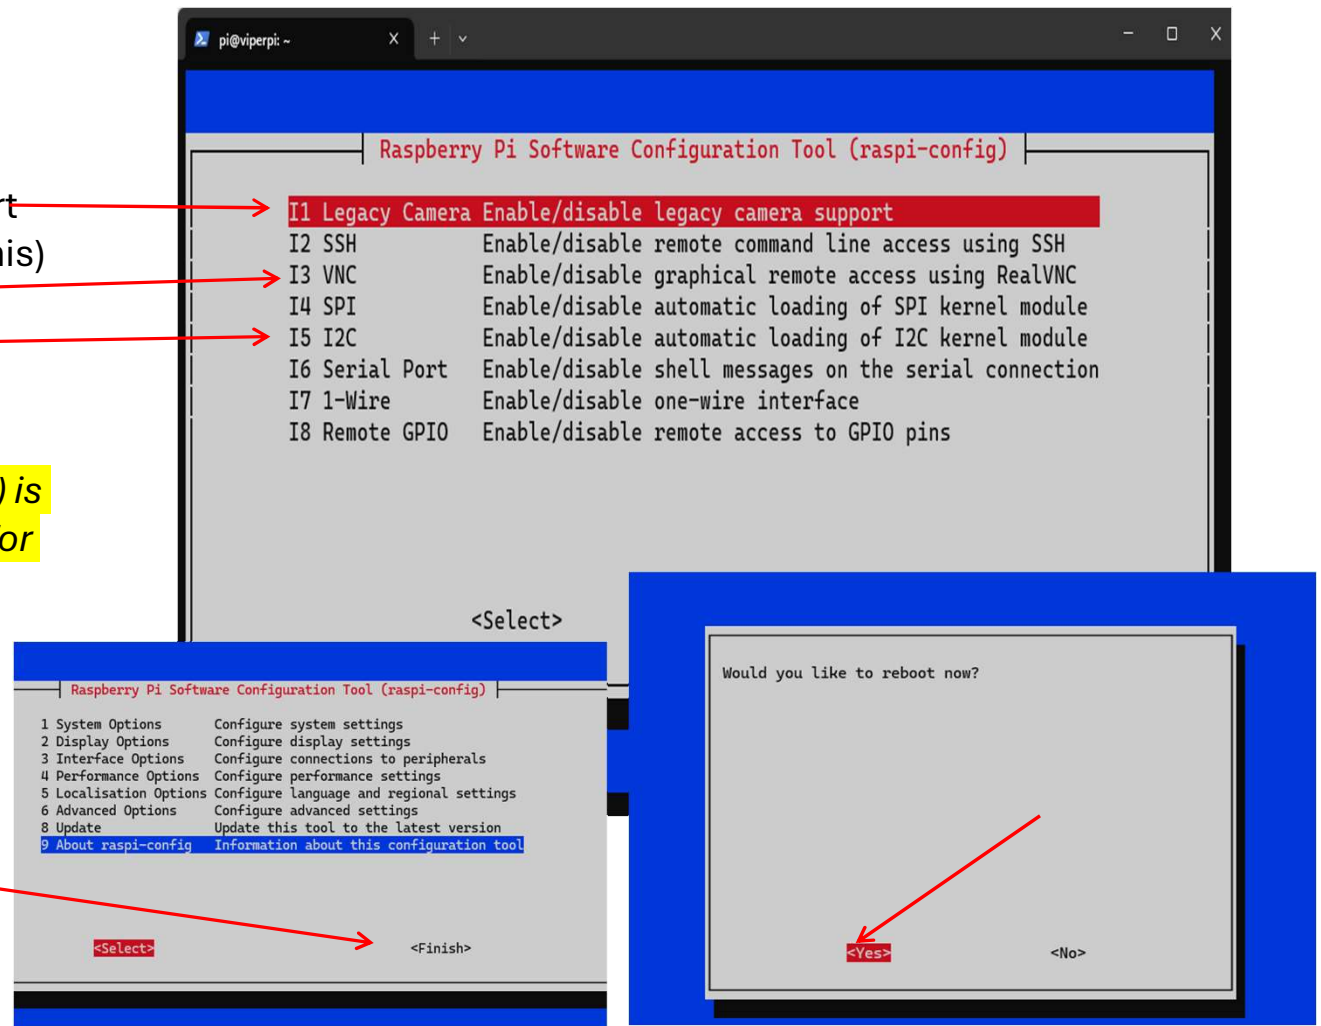 pi@viperpi: ~
Raspberry Pi Software Configuration Tool (raspi-config)
I1 Legacy Camera Enable/disable legacy camera support
I2 SSH Enable/disable remote command line access using SSH
I3 VNC Enable/disable graphical remote access using RealVNC
I4 SPI Enable/disable automatic loading of SPI kernel module
I5 I2C Enable/disable automatic loading of I2C kernel module
I6 Serial Port Enable/disable shell messages on the serial connection
I7 1-Wire Enable/disable one-wire interface
I8 Remote GPIO Enable/disable remote access to GPIO pins
<Select>
) is
Raspberry Pi Software Configuration Tool (raspi-config)
1 System Options Configure system settings
2 Display Options Configure display settings
3 Interface Options Configure connections to peripherals
4 Performance Options Configure performance settings
5 Localisation Options Configure language and regional settings
6 Advanced Options Configure advanced settings
8 Update Update this tool to the latest version
9 About raspi-config Information about this configuration tool
<Select> <Finish>
Would you like to reboot now?
<Yes> <No>